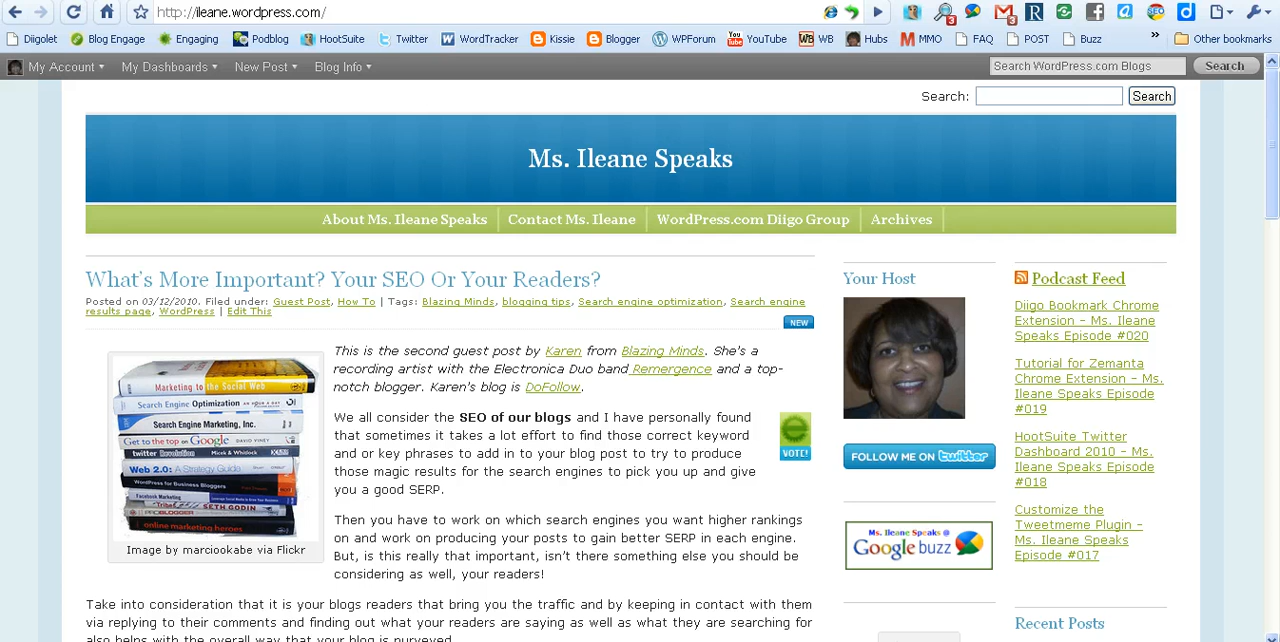 http://ileane.wordpress.com/
Diigolet Blog Engage Engaging Podblog HootSuite Twitter WordTracker Kissie Blogger WPForum YouTube WB Hubs MMO FAQ POST Buzz » Other bookmarks
My Account My Dashboards New Post Blog Info Search WordPress.com Blogs Search
Search: Search
Ms. Ileane Speaks
About Ms. Ileane Speaks Contact Ms. Ileane WordPress.com Diigo Group Archives
What's More Important? Your SEO Or Your Readers?
Posted on 03/12/2010. Filed under: Guest Post, How To | Tags: Blazing Minds, blogging tips, Search engine optimization, Search engine
results page, WordPress | Edit This
NEW
Marketing to the Social Web
Search Engine Optimization
Search Engine Marketing, Inc.
Get to the top on Google
twitter Revolution
Web 2.0: A Strategy Guide
WordPress for Business Bloggers
Facebook Marketing
Tribes SETH GODIN
PROBLOGGER
online marketing heroes
Image by marciookabe via Flickr
This is the second guest post by Karen from Blazing Minds. She's a
recording artist with the Electronica Duo band Remergence and a top-
notch blogger. Karen's blog is DoFollow.
We all consider the SEO of our blogs and I have personally found
that sometimes it takes a lot effort to find those correct keyword
and or key phrases to add in to your blog post to try to produce
those magic results for the search engines to pick you up and give
you a good SERP.
VOTE!
Then you have to work on which search engines you want higher rankings
on and work on producing your posts to gain better SERP in each engine.
But, is this really that important, isn't there something else you should be
considering as well, your readers!
Take into consideration that it is your blogs readers that bring you the traffic and by keeping in contact with them
via replying to their comments and finding out what your readers are saying as well as what they are searching for
also helps with the overall way that your blog is purveyed.
Your Host
FOLLOW ME ON twitter
Ms. Ileane Speaks @
Google buzz
Podcast Feed
Diigo Bookmark Chrome
Extension – Ms. Ileane
Speaks Episode #020
Tutorial for Zemanta
Chrome Extension – Ms.
Ileane Speaks Episode
#019
HootSuite Twitter
Dashboard 2010 – Ms.
Ileane Speaks Episode
#018
Customize the
Tweetmeme Plugin –
Ms. Ileane Speaks
Episode #017
Recent Posts